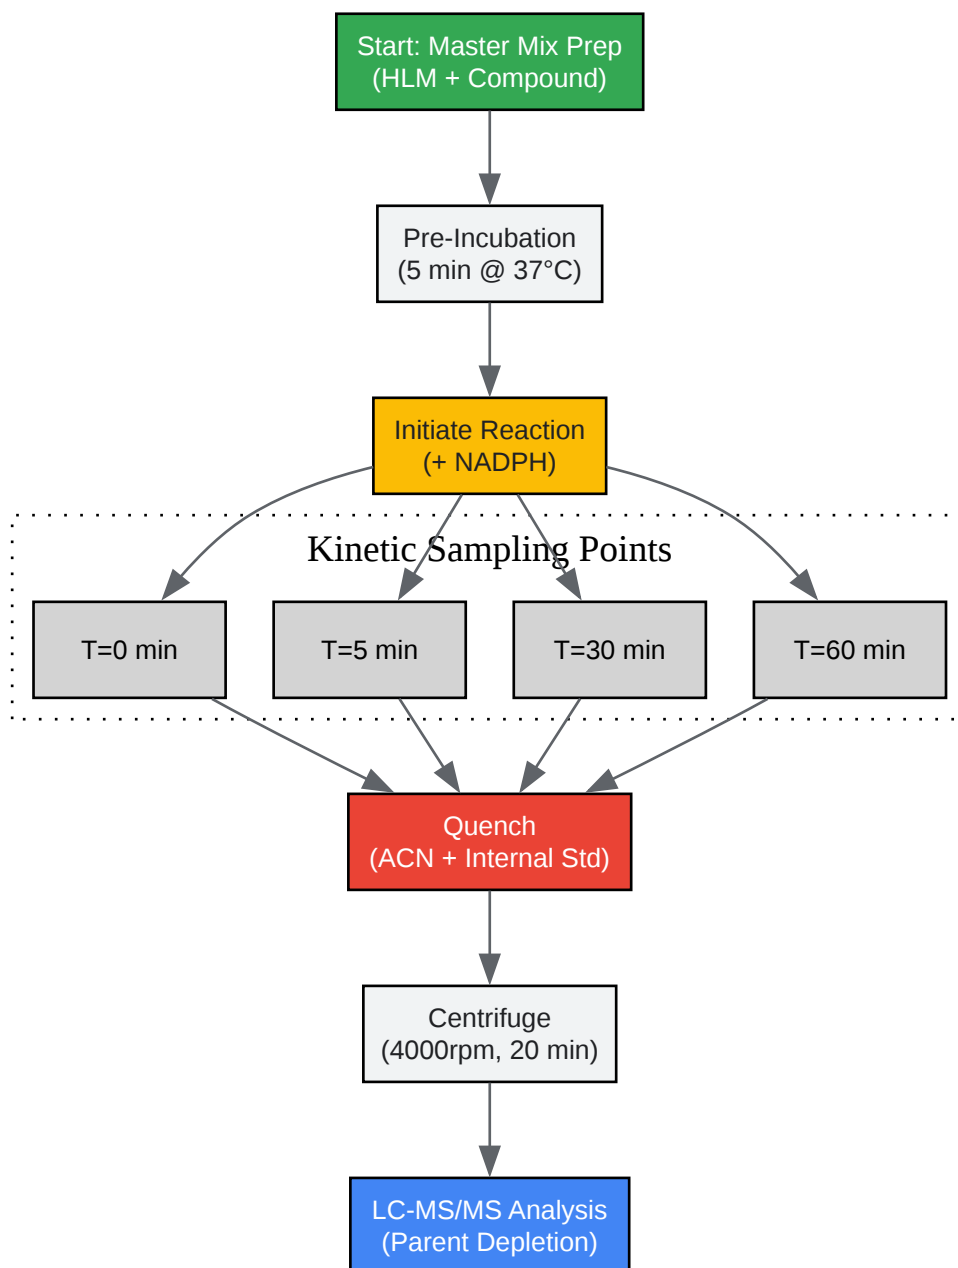 Start: Master Mix Prep
(HLM + Compound)
Pre-Incubation
(5 min @ 37°C)
Initiate Reaction
(+ NADPH)
Kinetic Sampling Points
T=0 min
T=5 min
T=30 min
T=60 min
Quench
(ACN + Internal Std)
Centrifuge
(4000rpm, 20 min)
LC-MS/MS Analysis
(Parent Depletion)